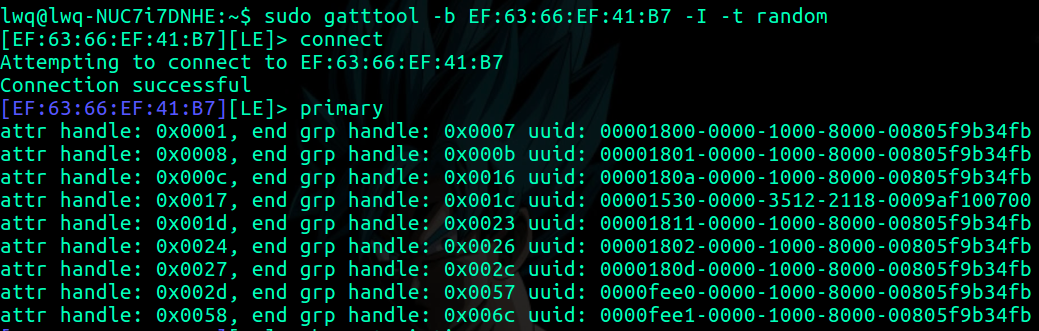 lwq@lwq-NUC7i7DNHE:~$ sudo gatttool -b EF:63:66:EF:41:B7 -I -t random
[EF:63:66:EF:41:B7][LE]> connect
Attempting to connect to EF:63:66:EF:41:B7
Connection successful
[EF:63:66:EF:41:B7][LE]> primary
attr handle: 0x0001, end grp handle: 0x0007 uuid: 00001800-0000-1000-8000-00805f9b34fb
attr handle: 0x0008, end grp handle: 0x000b uuid: 00001801-0000-1000-8000-00805f9b34fb
attr handle: 0x000c, end grp handle: 0x0016 uuid: 0000180a-0000-1000-8000-00805f9b34fb
attr handle: 0x0017, end grp handle: 0x001c uuid: 00001530-0000-3512-2118-0009af100700
attr handle: 0x001d, end grp handle: 0x0023 uuid: 00001811-0000-1000-8000-00805f9b34fb
attr handle: 0x0024, end grp handle: 0x0026 uuid: 00001802-0000-1000-8000-00805f9b34fb
attr handle: 0x0027, end grp handle: 0x002c uuid: 0000180d-0000-1000-8000-00805f9b34fb
attr handle: 0x002d, end grp handle: 0x0057 uuid: 0000fee0-0000-1000-8000-00805f9b34fb
attr handle: 0x0058, end grp handle: 0x006c uuid: 0000fee1-0000-1000-8000-00805f9b34fb